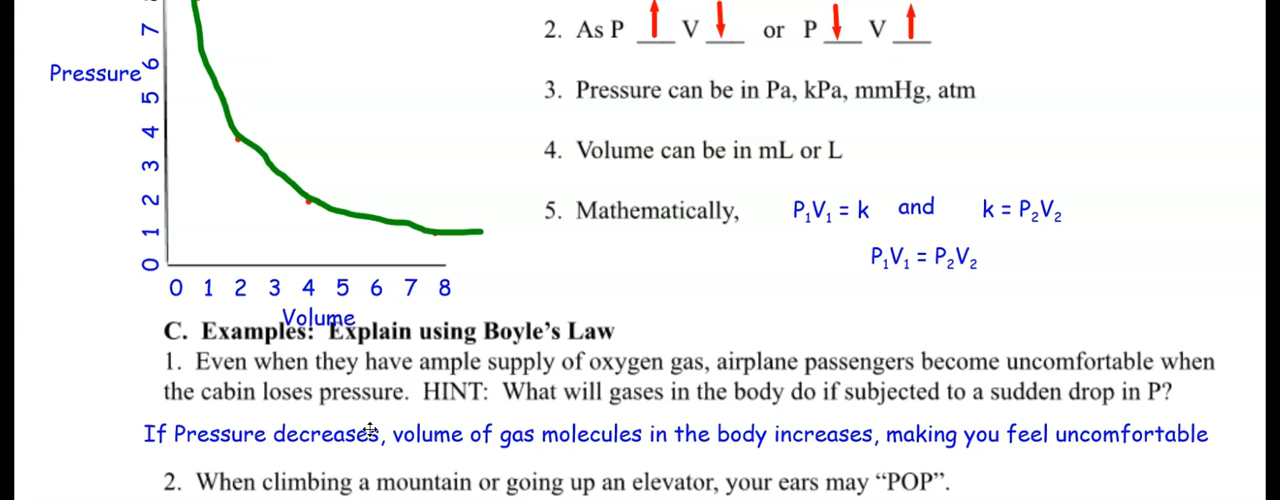 7
6
5
4
3
2
1
0
Pressure
0 1 2 3 4 5 6 7 8
Volume
2. As P ↑ V ↓ or P ↓ V ↑
3. Pressure can be in Pa, kPa, mmHg, atm
4. Volume can be in mL or L
5. Mathematically, P₁V₁ = k and k = P₂V₂
P₁V₁ = P₂V₂
C. Examples: Explain using Boyle's Law
1. Even when they have ample supply of oxygen gas, airplane passengers become uncomfortable when
the cabin loses pressure. HINT: What will gases in the body do if subjected to a sudden drop in P?
If Pressure decreases, volume of gas molecules in the body increases, making you feel uncomfortable
2. When climbing a mountain or going up an elevator, your ears may “POP”.